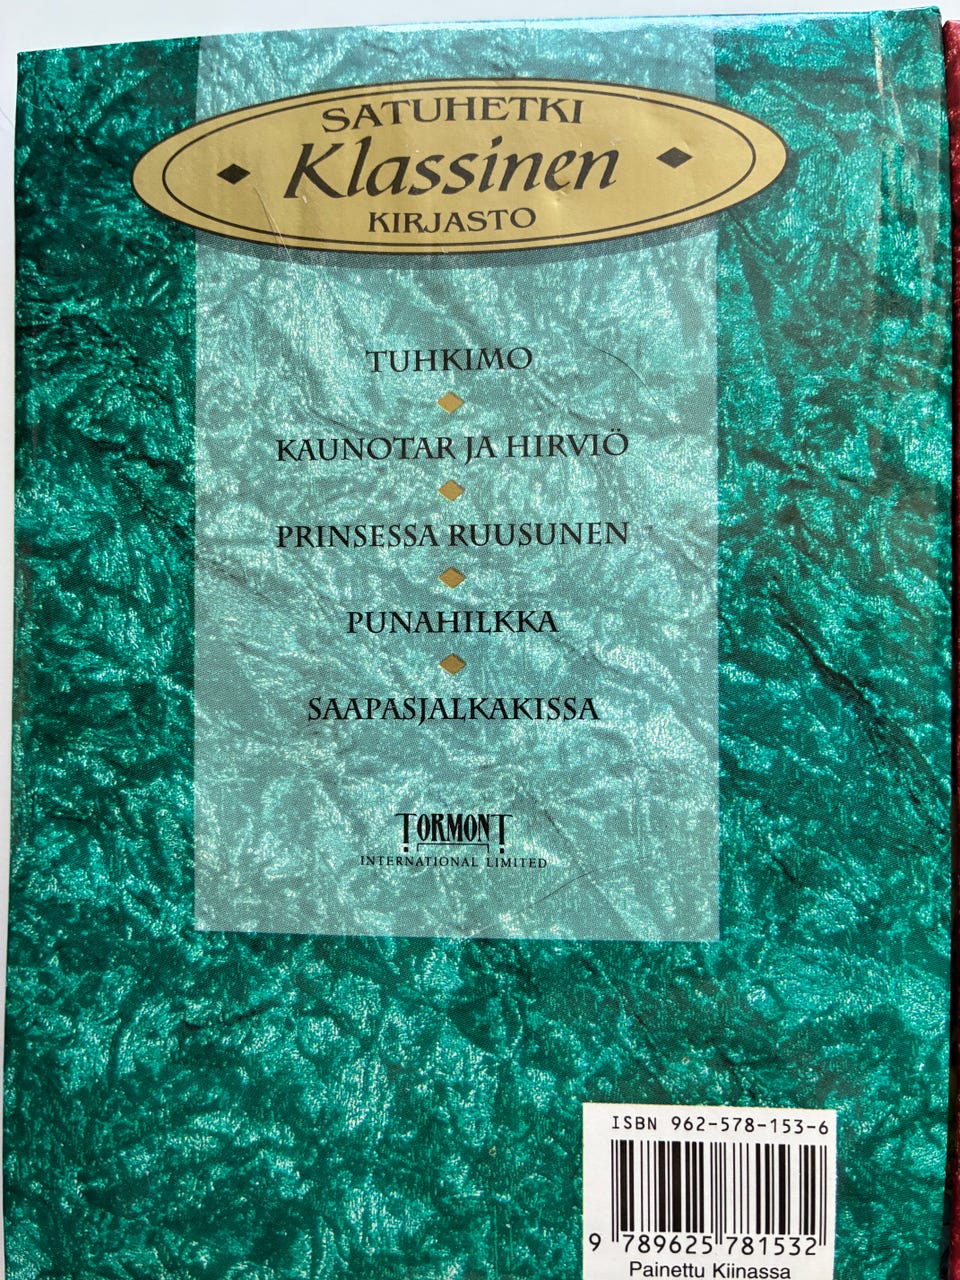 SATUHETKI
Klassinen
KIRJASTO
TUHKIMO
KAUNOTAR JA HIRVIÖ
PRINSESSA RUUSUNEN
PUNAHILKKA
SAAPASJALKAKISSA
TORMONT
INTERNATIONAL LIMITED
ISBN 962-578-153-6
9 789625 781532
Painettu Kiinassa